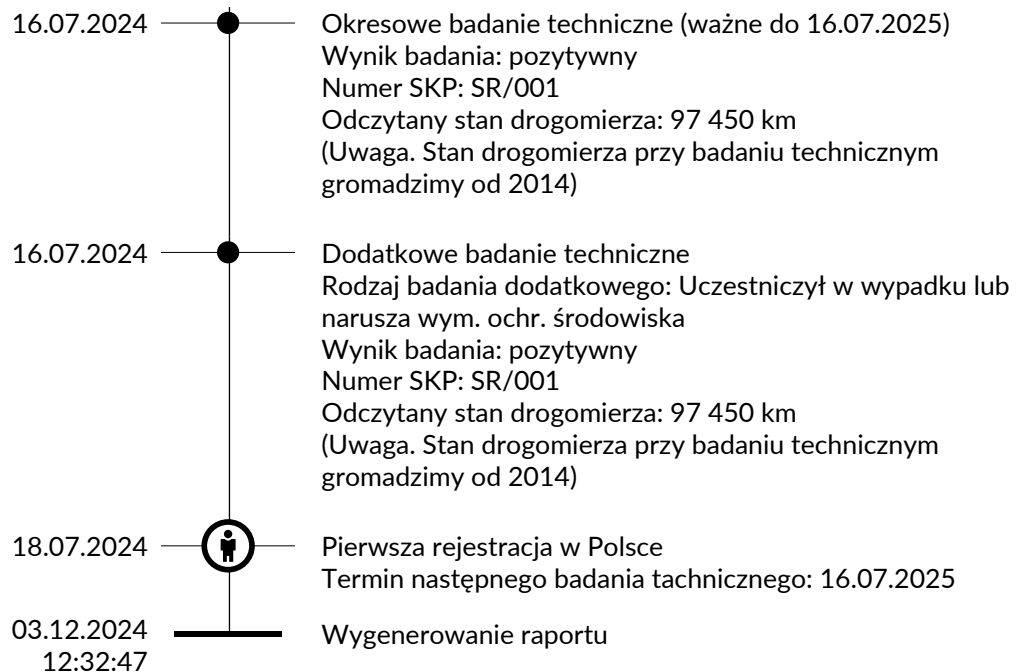 16.07.2024
Okresowe badanie techniczne (ważne do 16.07.2025)
Wynik badania: pozytywny
Numer SKP: SR/001
Odczytany stan drogomierza: 97 450 km
(Uwaga. Stan drogomierza przy badaniu technicznym
gromadzimy od 2014)
16.07.2024
Dodatkowe badanie techniczne
Rodzaj badania dodatkowego: Uczestniczył w wypadku lub
narusza wym. ochr. środowiska
Wynik badania: pozytywny
Numer SKP: SR/001
Odczytany stan drogomierza: 97 450 km
(Uwaga. Stan drogomierza przy badaniu technicznym
gromadzimy od 2014)
18.07.2024
Pierwsza rejestracja w Polsce
Termin następnego badania tachnicznego: 16.07.2025
03.12.2024
12:32:47
Wygenerowanie raportu